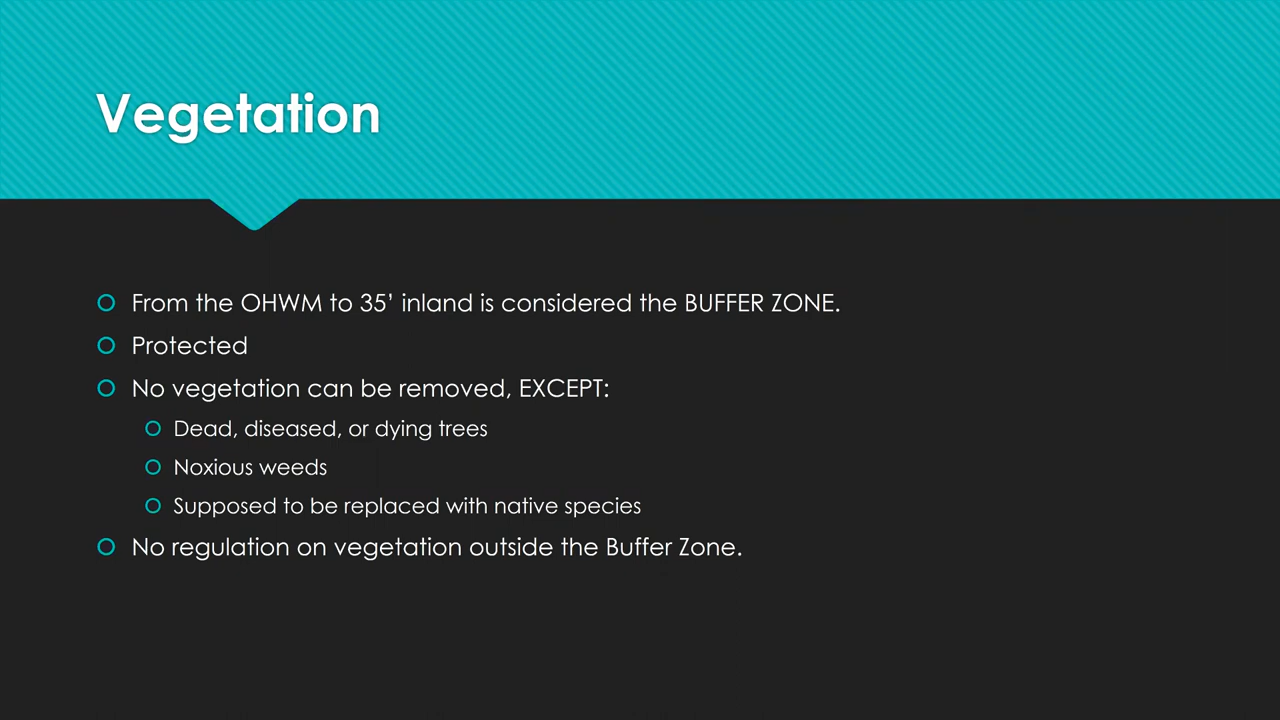 Vegetation
From the OHWM to 35’ inland is considered the BUFFER ZONE.
Protected
No vegetation can be removed, EXCEPT:
Dead, diseased, or dying trees
Noxious weeds
Supposed to be replaced with native species
No regulation on vegetation outside the Buffer Zone.